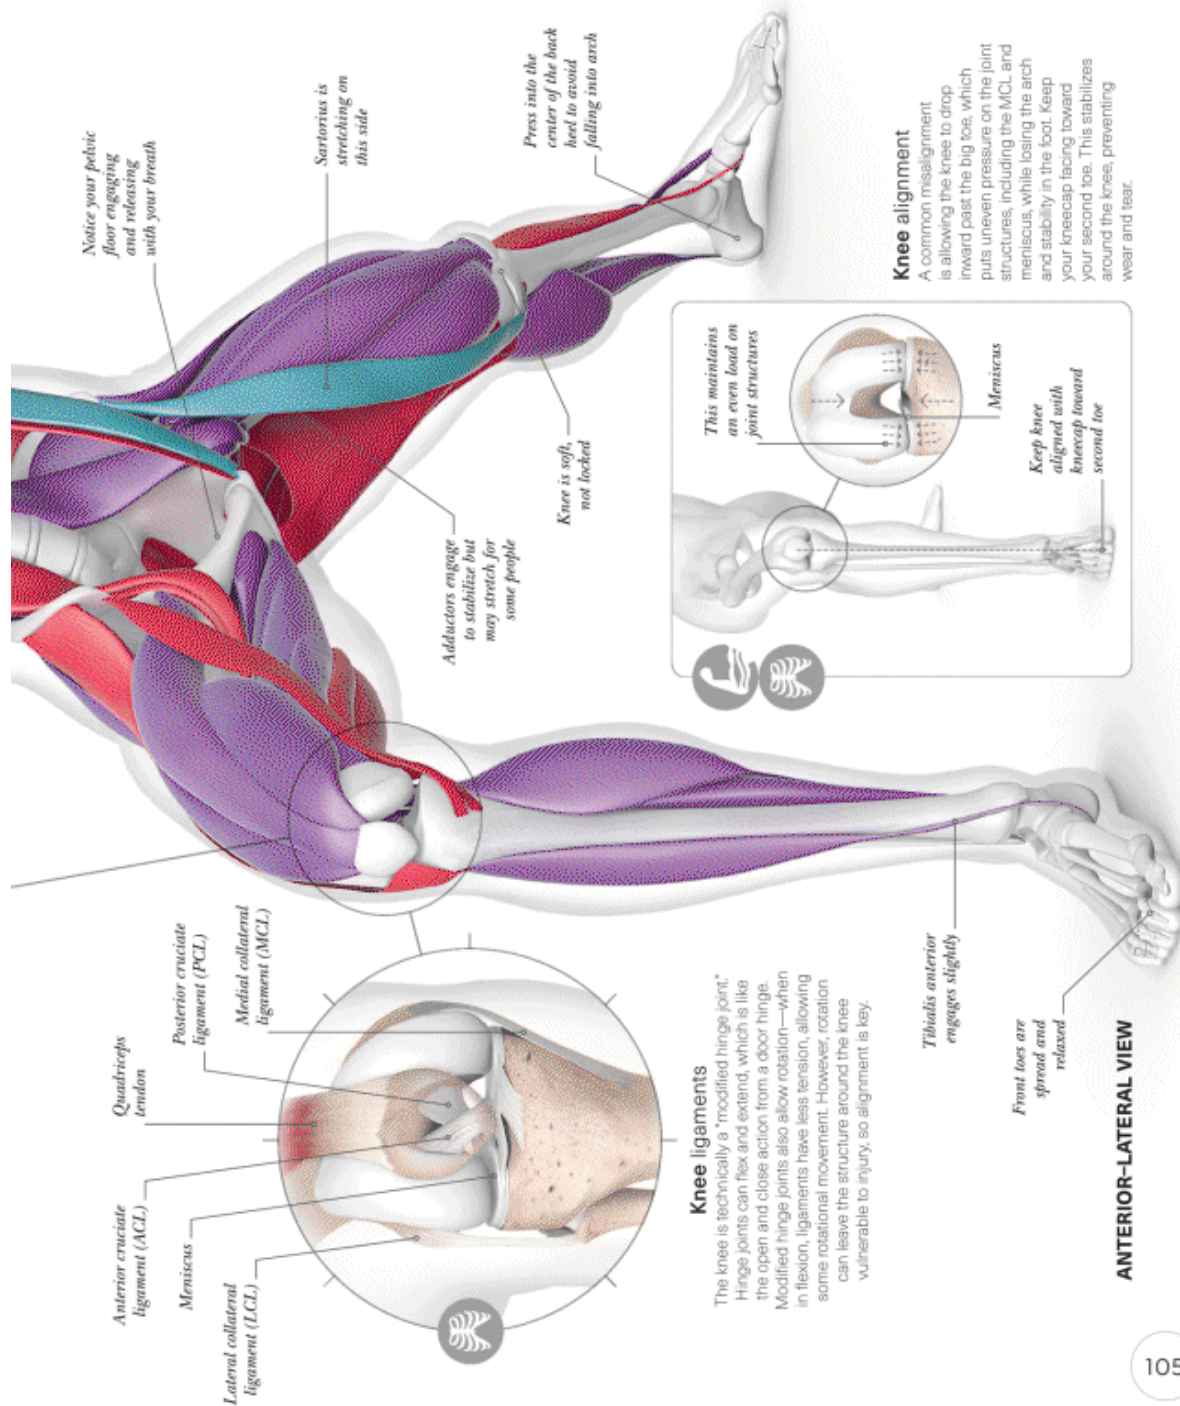 Notice your pelvic
floor engaging
and releasing
with your breath
Sartorius is
stretching on
this side
Press into the
center of the back
heel to avoid
falling into arch
Adductors engage
to stabilize but
may stretch for
some people
Knee is soft,
not locked
Knee alignment
A common misalignment
is allowing the knee to drop
inward past the big toe, which
puts uneven pressure on the joint
structures, including the MCL and
meniscus, while losing the arch
and stability in the foot. Keep
your kneecap facing toward
your second toe. This stabilizes
around the knee, preventing
wear and tear.
This maintains
an even load on
joint structures
Meniscus
Keep knee
aligned with
kneecap toward
second toe
Anterior cruciate
ligament (ACL)
Quadriceps
tendon
Posterior cruciate
ligament (PCL)
Medial collateral
ligament (MCL)
Meniscus
Lateral collateral
ligament (LCL)
Knee ligaments
The knee is technically a "modified hinge joint."
Hinge joints can flex and extend, which is like
the open and close action from a door hinge.
Modified hinge joints also allow rotation—when
in flexion, ligaments have less tension, allowing
some rotational movement. However, rotation
can leave the structure around the knee
vulnerable to injury, so alignment is key.
Tibialis anterior
engages slightly
Front toes are
spread and
relaxed
ANTERIOR–LATERAL VIEW
105